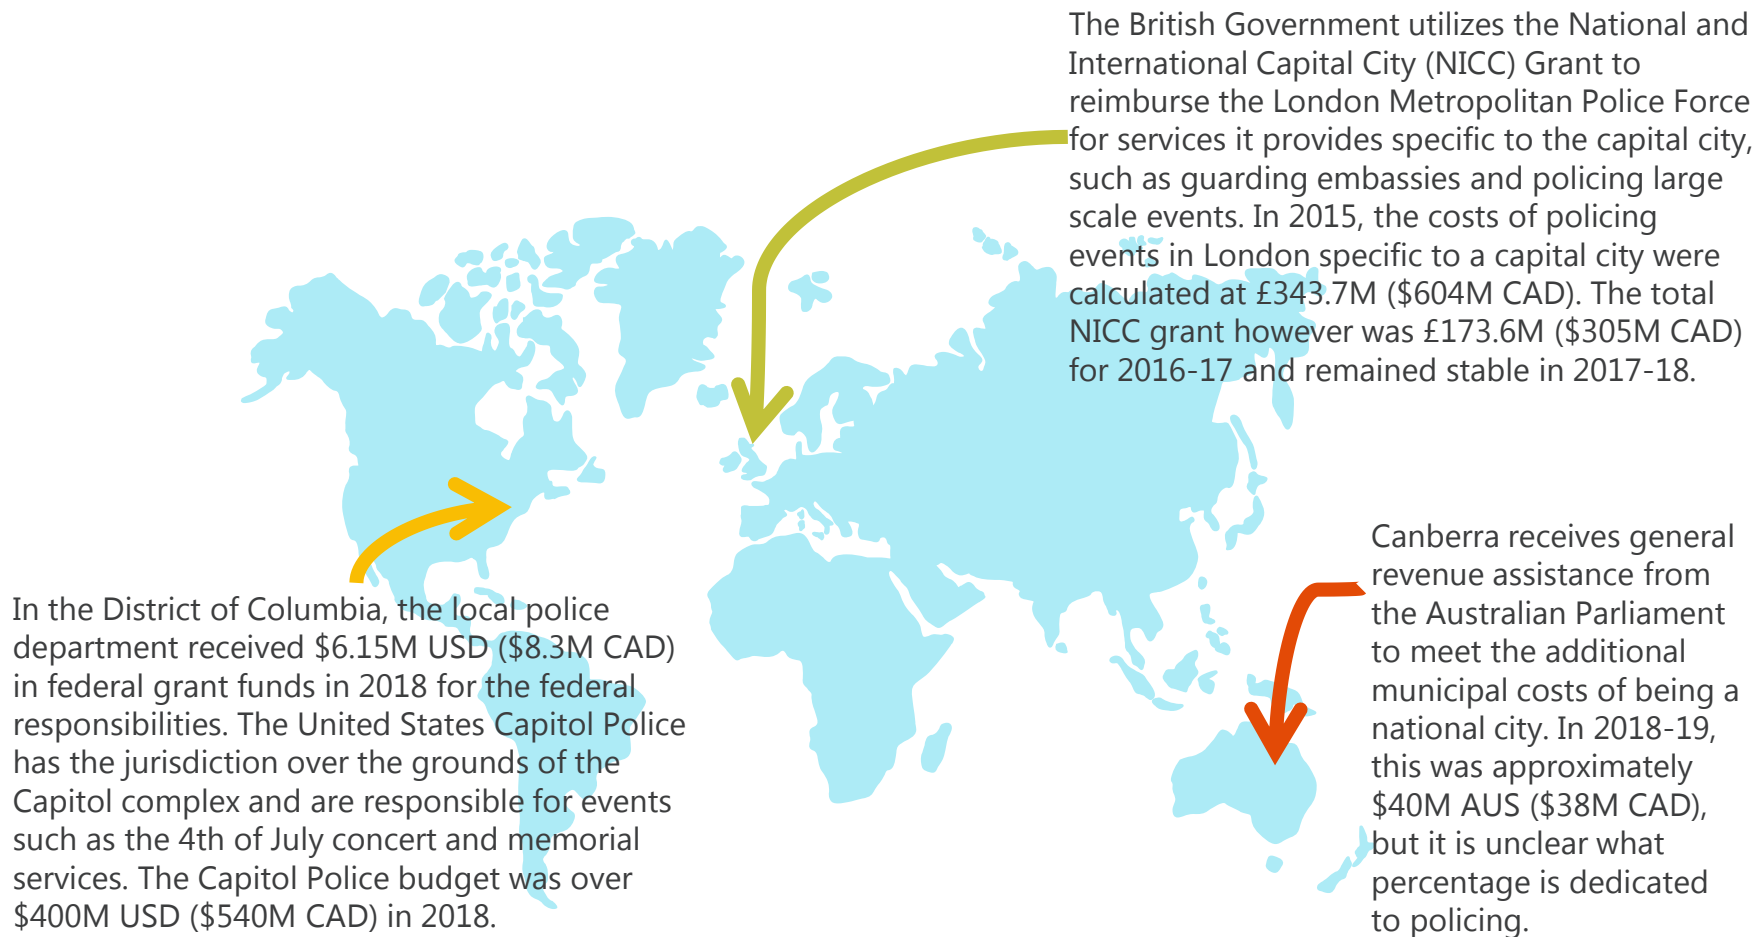 The British Government utilizes the National and
International Capital City (NICC) Grant to
reimburse the London Metropolitan Police Force
for services it provides specific to the capital city,
such as guarding embassies and policing large
scale events. In 2015, the costs of policing
events in London specific to a capital city were
calculated at £343.7M ($604M CAD). The total
NICC grant however was £173.6M ($305M CAD)
for 2016-17 and remained stable in 2017-18.
In the District of Columbia, the local police
department received $6.15M USD ($8.3M CAD)
in federal grant funds in 2018 for the federal
responsibilities. The United States Capitol Police
has the jurisdiction over the grounds of the
Capitol complex and are responsible for events
such as the 4th of July concert and memorial
services. The Capitol Police budget was over
$400M USD ($540M CAD) in 2018.
Canberra receives general
revenue assistance from
the Australian Parliament
to meet the additional
municipal costs of being a
national city. In 2018-19,
this was approximately
$40M AUS ($38M CAD),
but it is unclear what
percentage is dedicated
to policing.